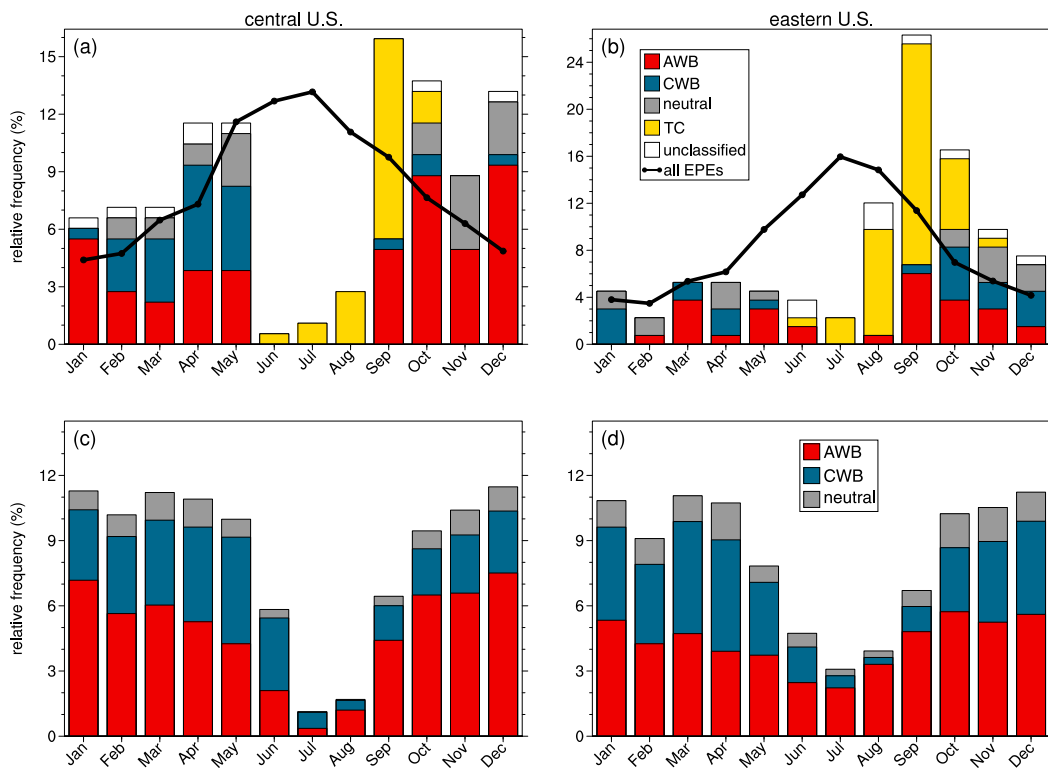 central U.S.
eastern U.S.
(a)
relative frequency (%)
15
12
9
6
3
0
Jan Feb Mar Apr May Jun Jul Aug Sep Oct Nov Dec
(b)
24
20
16
12
8
4
0
AWB
CWB
neutral
TC
unclassified
all EPEs
Jan Feb Mar Apr May Jun Jul Aug Sep Oct Nov Dec
(c)
relative frequency (%)
12
9
6
3
0
Jan Feb Mar Apr May Jun Jul Aug Sep Oct Nov Dec
(d)
12
9
6
3
0
AWB
CWB
neutral
Jan Feb Mar Apr May Jun Jul Aug Sep Oct Nov Dec